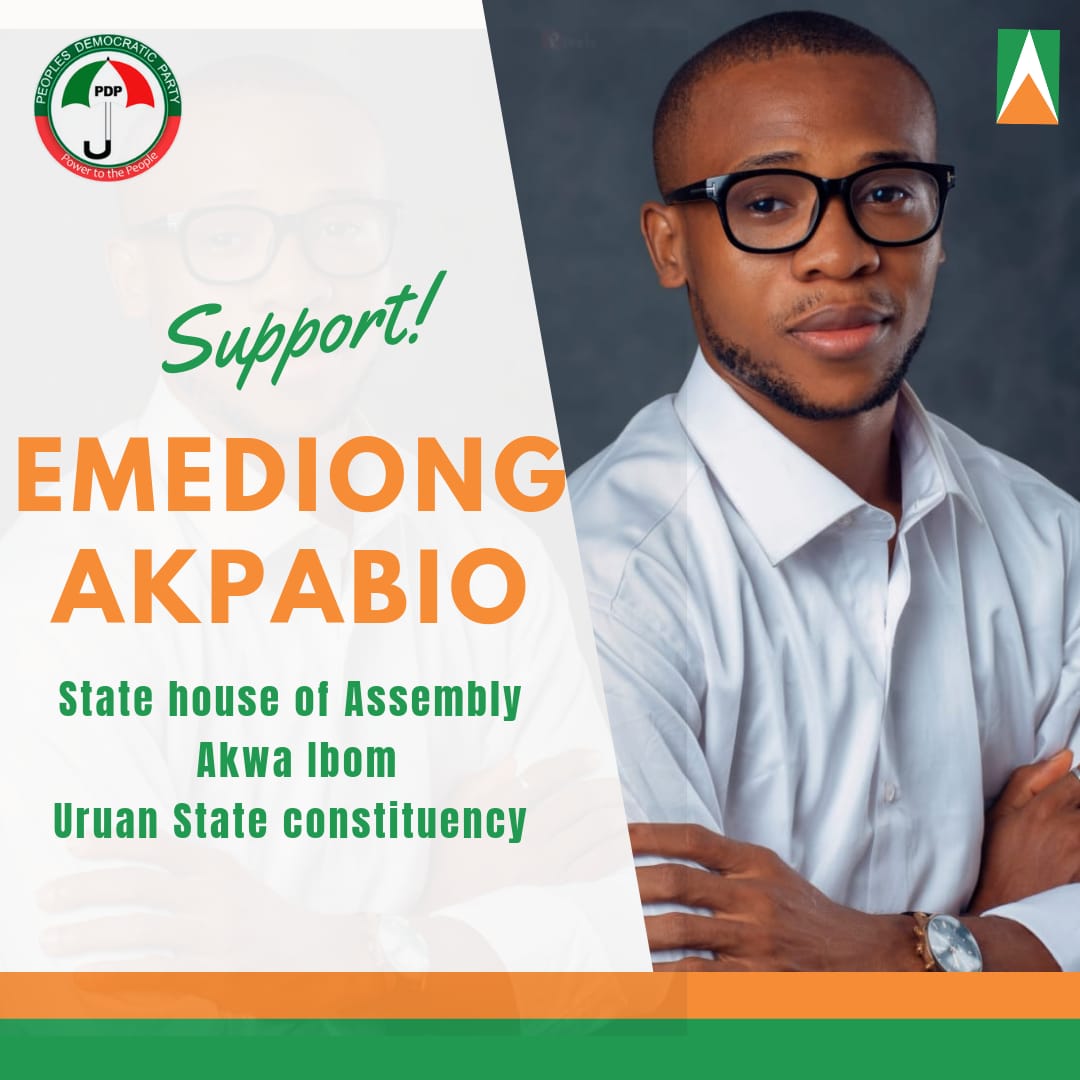 PEOPLES DEMOCRATIC PARTY
PDP
Power to the People
Support!
EMEDIONG
AKPABIO
State house of Assembly
Akwa Ibom
Uruan State constituency